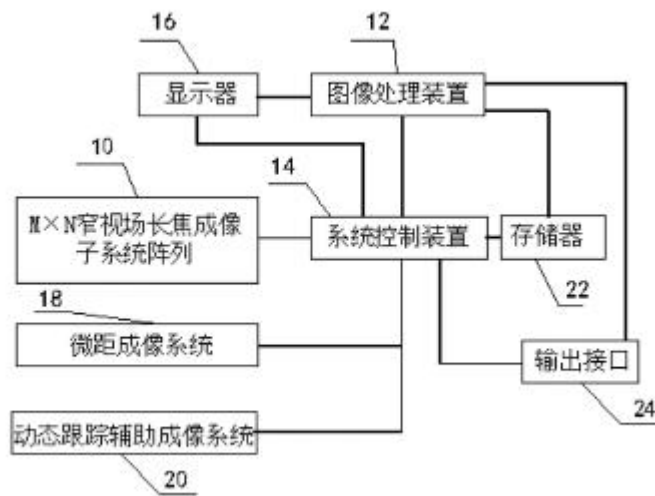 16
12
显示器
图像处理装置
10
14
M×N窄视场长焦成像
子系统阵列
系统控制装置
存储器
22
18
微距成像系统
输出接口
24
动态跟踪辅助成像系统
20